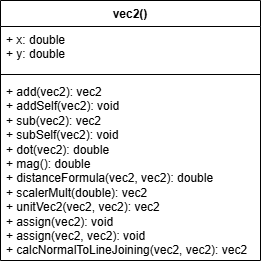 vec2()
+ x: double
+ y: double
+ add(vec2): vec2
+ addSelf(vec2): void
+ sub(vec2): vec2
+ subSelf(vec2): void
+ dot(vec2): double
+ mag(): double
+ distanceFormula(vec2, vec2): double
+ scalerMult(double): vec2
+ unitVec2(vec2, vec2): vec2
+ assign(vec2): void
+ assign(vec2, vec2): void
+ calcNormalToLineJoining(vec2, vec2): vec2